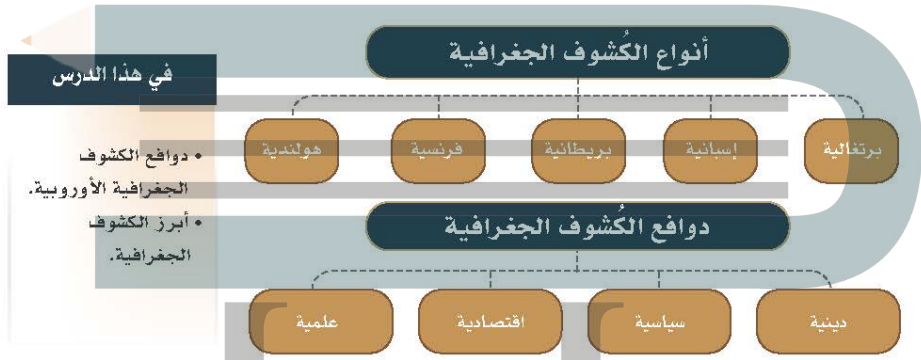 في هذا الدرس
• دوافع الكشوف
الجغرافية الأوروبية.
• أبرز الكشوف
الجغرافية.
أنواع الكُشوف الجغرافية
برتغالية
إسبانية
بريطانية
فرنسية
هولندية
دوافع الكُشوف الجغرافية
دينية
سياسية
اقتصادية
علمية